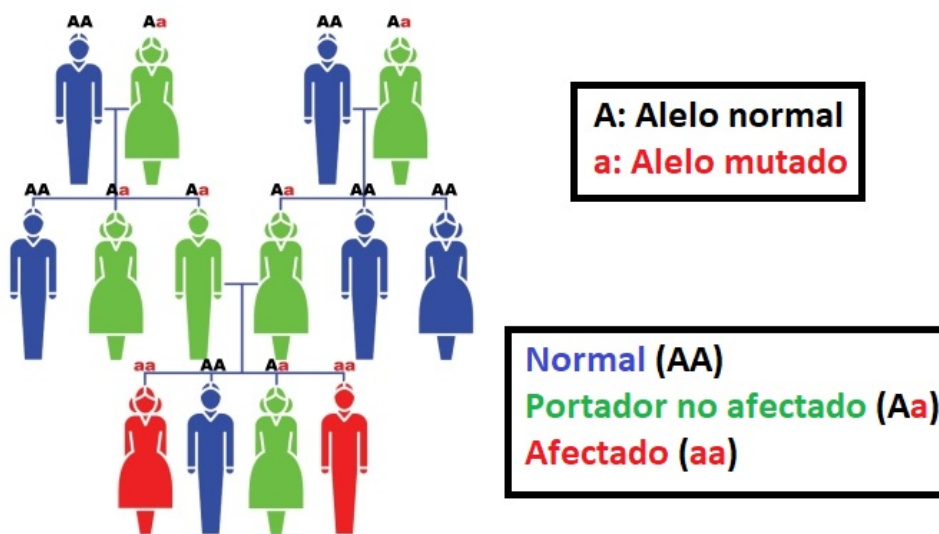 AA Aa AA Aa
A: Alelo normal
a: Alelo mutado
AA Aa Aa Aa AA AA
Normal (AA)
Portador no afectado (Aa)
Afectado (aa)
aa AA Aa aa